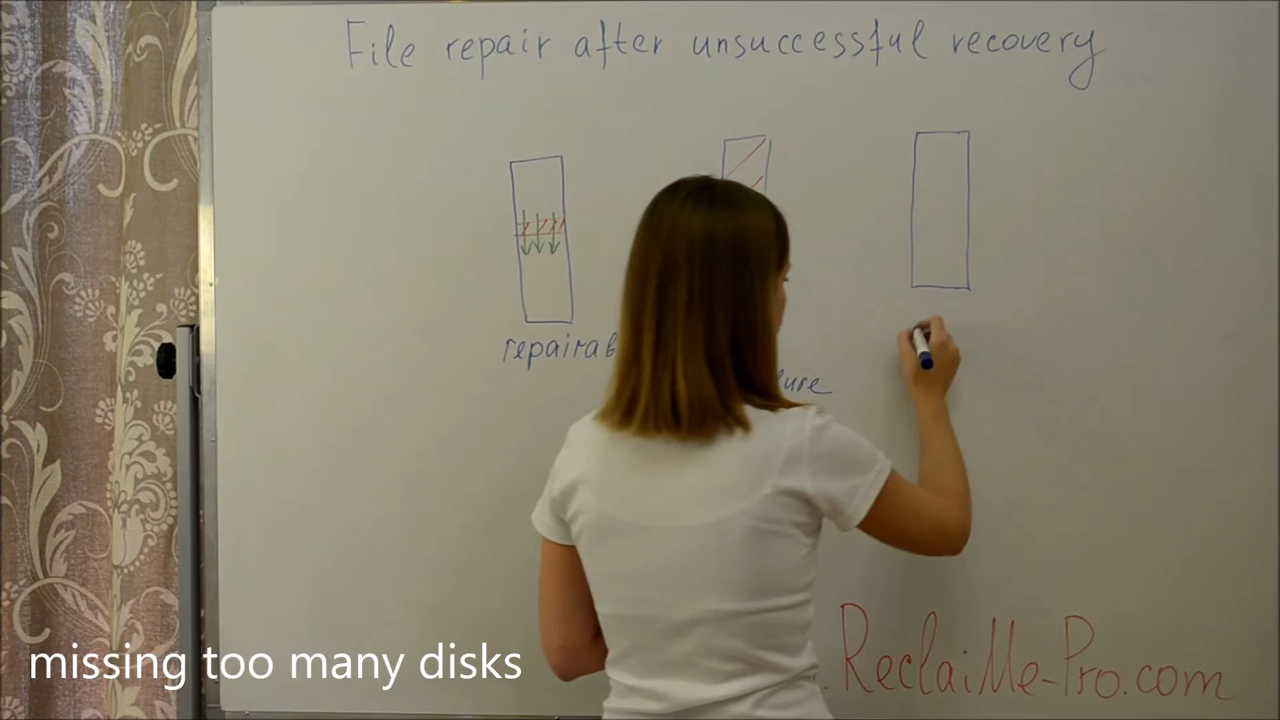 File repair after unsuccessful recovery
missing too many disks
ReclaiMe-Pro.com